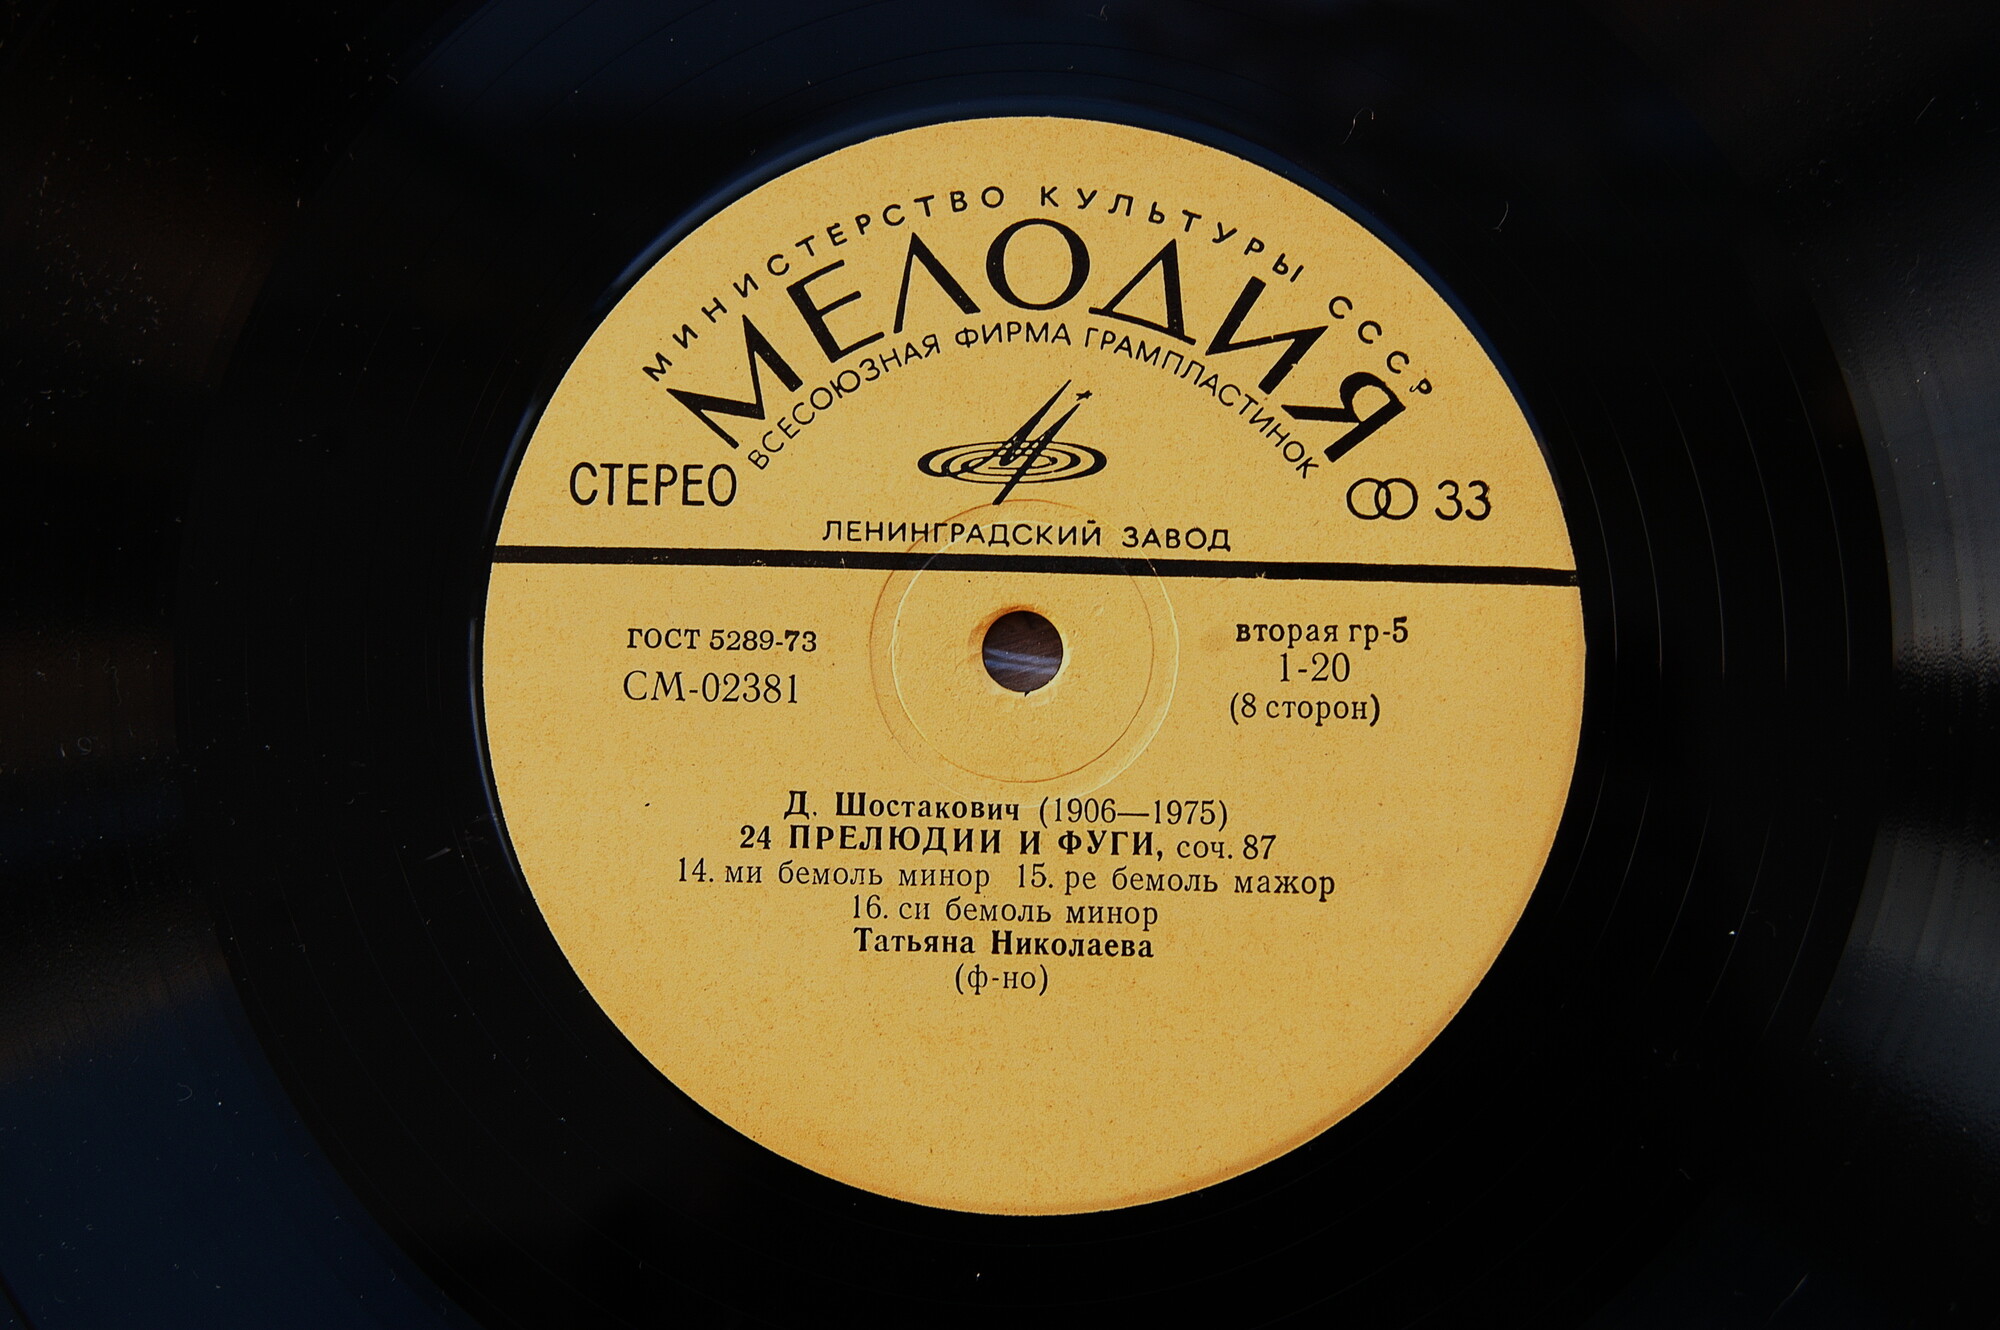 МИНИСТЕРСТВО КУЛЬТУРЫ СССР
МЕЛОДИЯ
ВСЕСОЮЗНАЯ ФИРМА ГРАМПЛАСТИНОК
СТЕРЕО
33
ЛЕНИНГРАДСКИЙ ЗАВОД
ГОСТ 5289-73
СМ-02381
вторая гр-5
1-20
(8 сторон)
Д. Шостакович (1906—1975)
24 ПРЕЛЮДИИ И ФУГИ, соч. 87
14. ми бемоль минор 15. ре бемоль мажор
16. си бемоль минор
Татьяна Николаева
(ф-но)